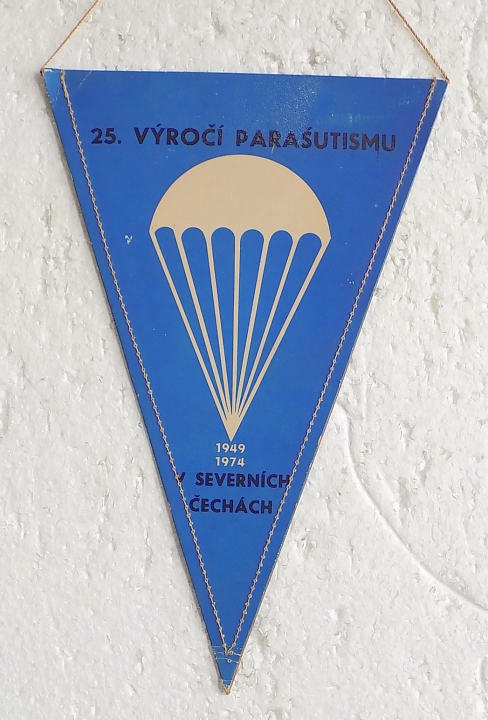 25. VÝROČÍ PARAŠUTISMU
1949
1974
V SEVERNÍCH
ČECHÁCH